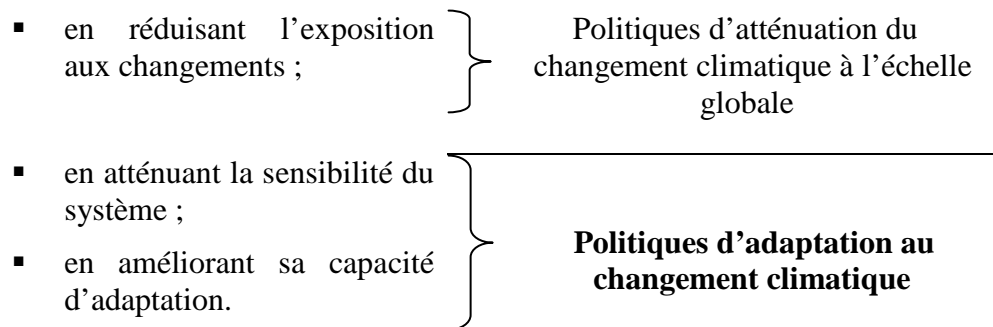 ▪ en réduisant l’exposition
aux changements ;
Politiques d’atténuation du
changement climatique à l’échelle
globale
▪ en atténuant la sensibilité du
système ;
▪ en améliorant sa capacité
d’adaptation.
Politiques d’adaptation au
changement climatique